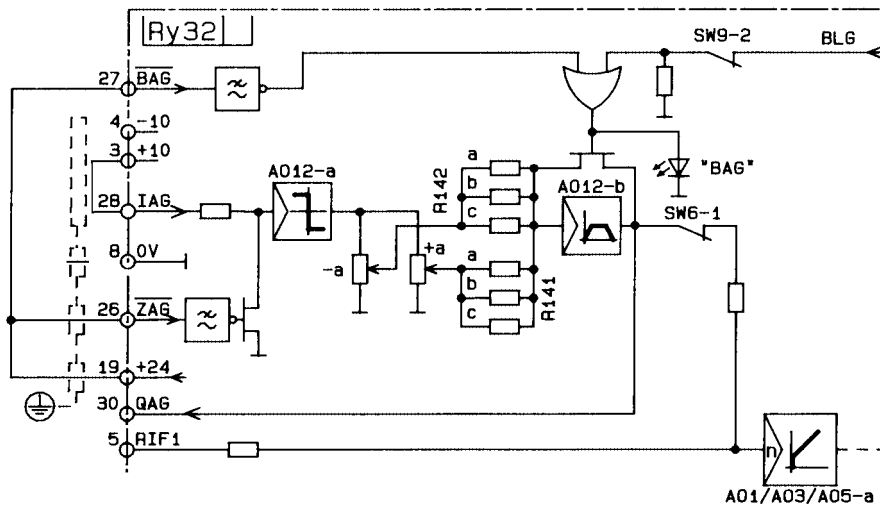 Ry32
SW9-2
BLG
27 BAG
4 -10
3 +10
28 IAG
8 0V
26 ZAG
19 +24
30 QAG
5 RIF1
A012-a
-a
+a
R142
a
b
c
a
b
c
R141
A012-b
"BAG"
SW6-1
n
A01/A03/A05-a